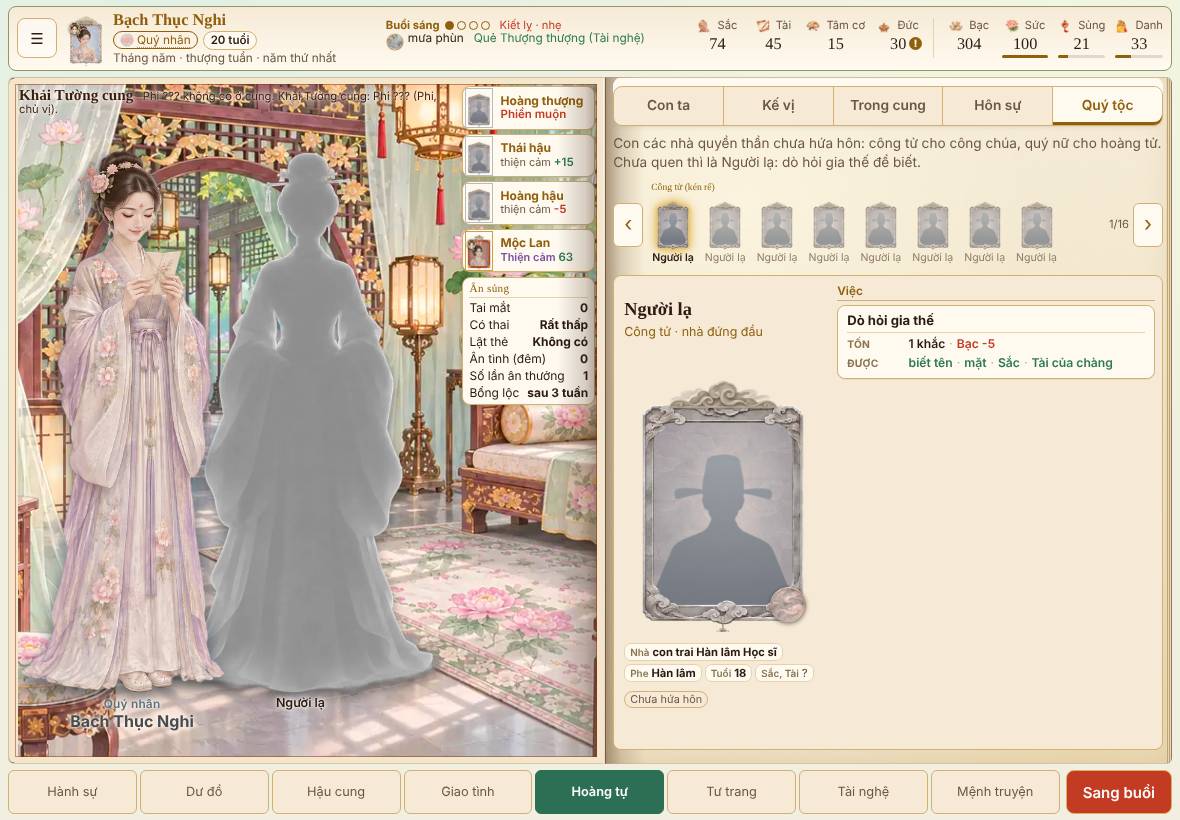 ☰
Bạch Thục Nghi
Quý nhân
20 tuổi
Tháng năm · thượng tuần · năm thứ nhất
Buổi sáng
Kiết lỵ · nhẹ
mưa phùn Quẻ Thượng thượng (Tài nghệ)
Sắc
74
Tài
45
Tâm cơ
15
Đức
30 !
Bạc
304
Sức
100
Sủng
21
Danh
33
Khải Tường cung Phi ??? không có ở cung. Khải Tường cung: Phi ??? (Phi, chủ vị).
Hoàng thượng
Phiền muộn
Thái hậu
thiện cảm +15
Hoàng hậu
thiện cảm -5
Mộc Lan
Thiện cảm 63
Ân sủng
Tai mắt 0
Có thai Rất thấp
Lật thẻ Không có
Ân tình (đêm) 0
Số lần ân thưởng 1
Bổng lộc sau 3 tuần
Quý nhân
Bạch Thục Nghi
Người lạ
Con ta
Kế vị
Trong cung
Hôn sự
Quý tộc
Con các nhà quyền thần chưa hứa hôn: công tử cho công chúa, quý nữ cho hoàng tử.
Chưa quen thì là Người lạ: dò hỏi gia thế để biết.
Công tử (kén rể)
‹
Người lạ
Người lạ
Người lạ
Người lạ
Người lạ
Người lạ
Người lạ
Người lạ
1/16
›
Người lạ
Công tử · nhà đứng đầu
Nhà con trai Hàn lâm Học sĩ
Phe Hàn lâm
Tuổi 18
Sắc, Tài ?
Chưa hứa hôn
Việc
Dò hỏi gia thế
TỐN 1 khắc · Bạc -5
ĐƯỢC biết tên · mặt · Sắc · Tài của chàng
Hành sự
Dư đồ
Hậu cung
Giao tình
Hoàng tự
Tư trang
Tài nghệ
Mệnh truyện
Sang buổi